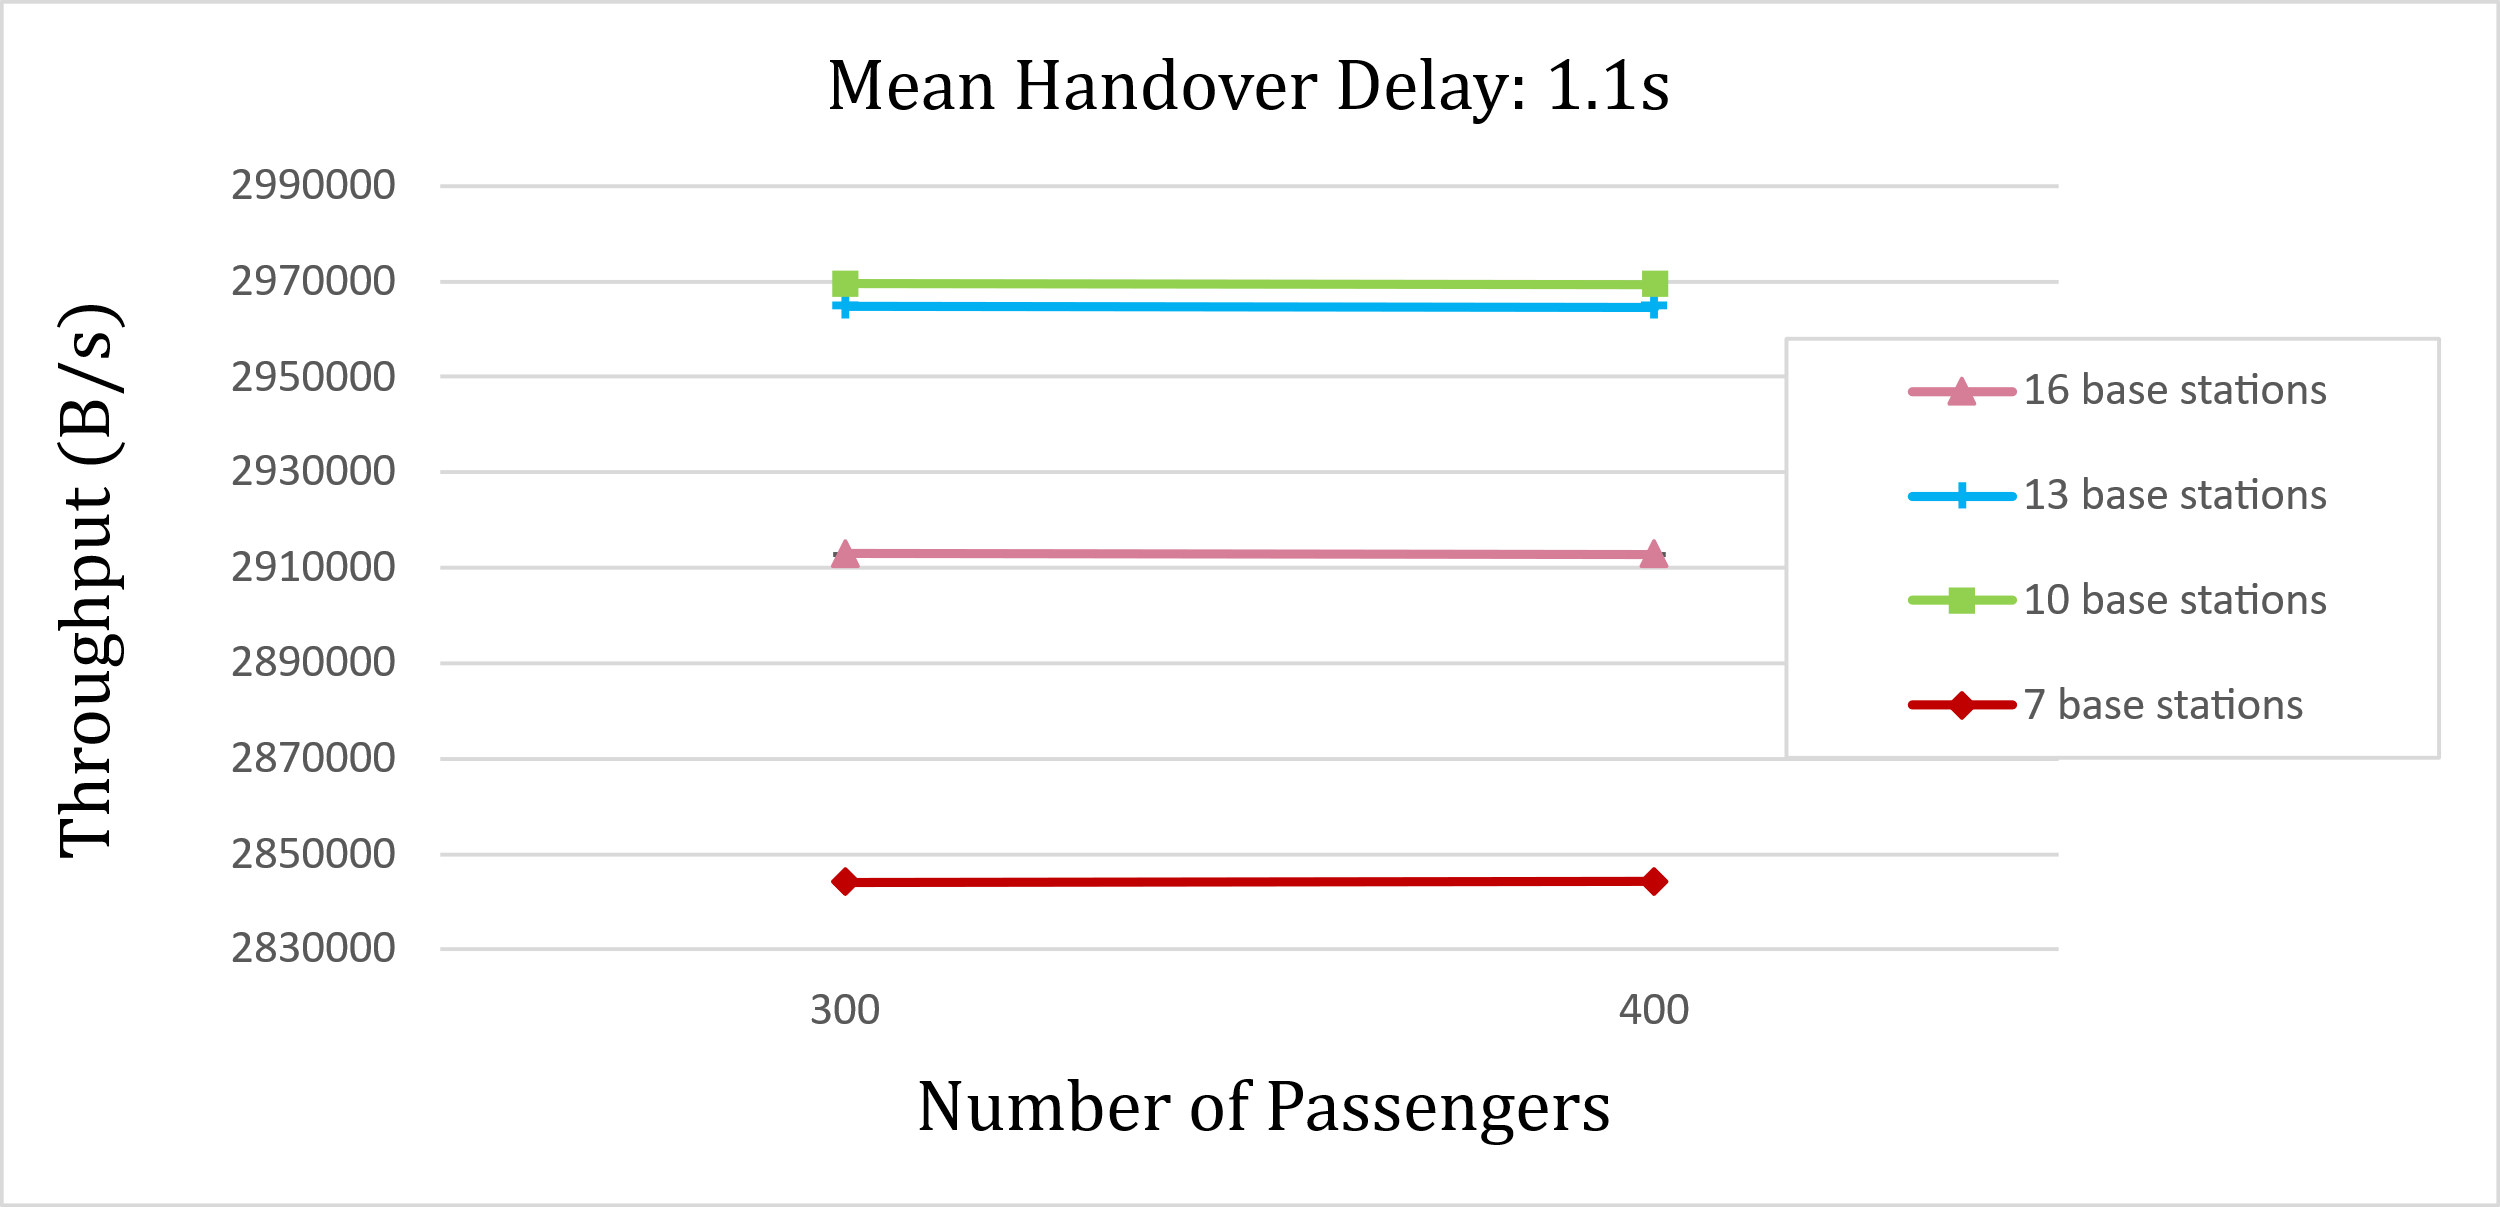 Mean Handover Delay: 1.1s
Throughput (B/s)
2990000
2970000
2950000
2930000
2910000
2890000
2870000
2850000
2830000
16 base stations
13 base stations
10 base stations
7 base stations
300
400
Number of Passengers